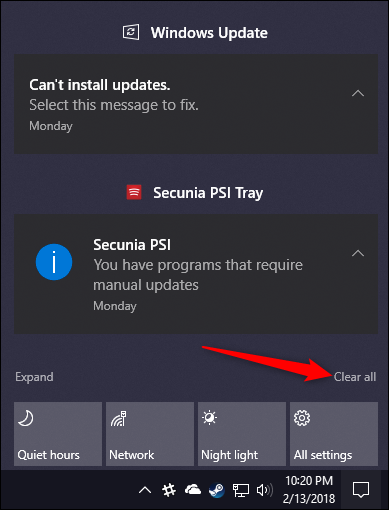 Windows Update
Can't install updates.
Select this message to fix.
Monday
Secunia PSI Tray
Secunia PSI
You have programs that require
manual updates
Monday
Expand Clear all
Quiet hours Network Night light All settings
10:20 PM
2/13/2018